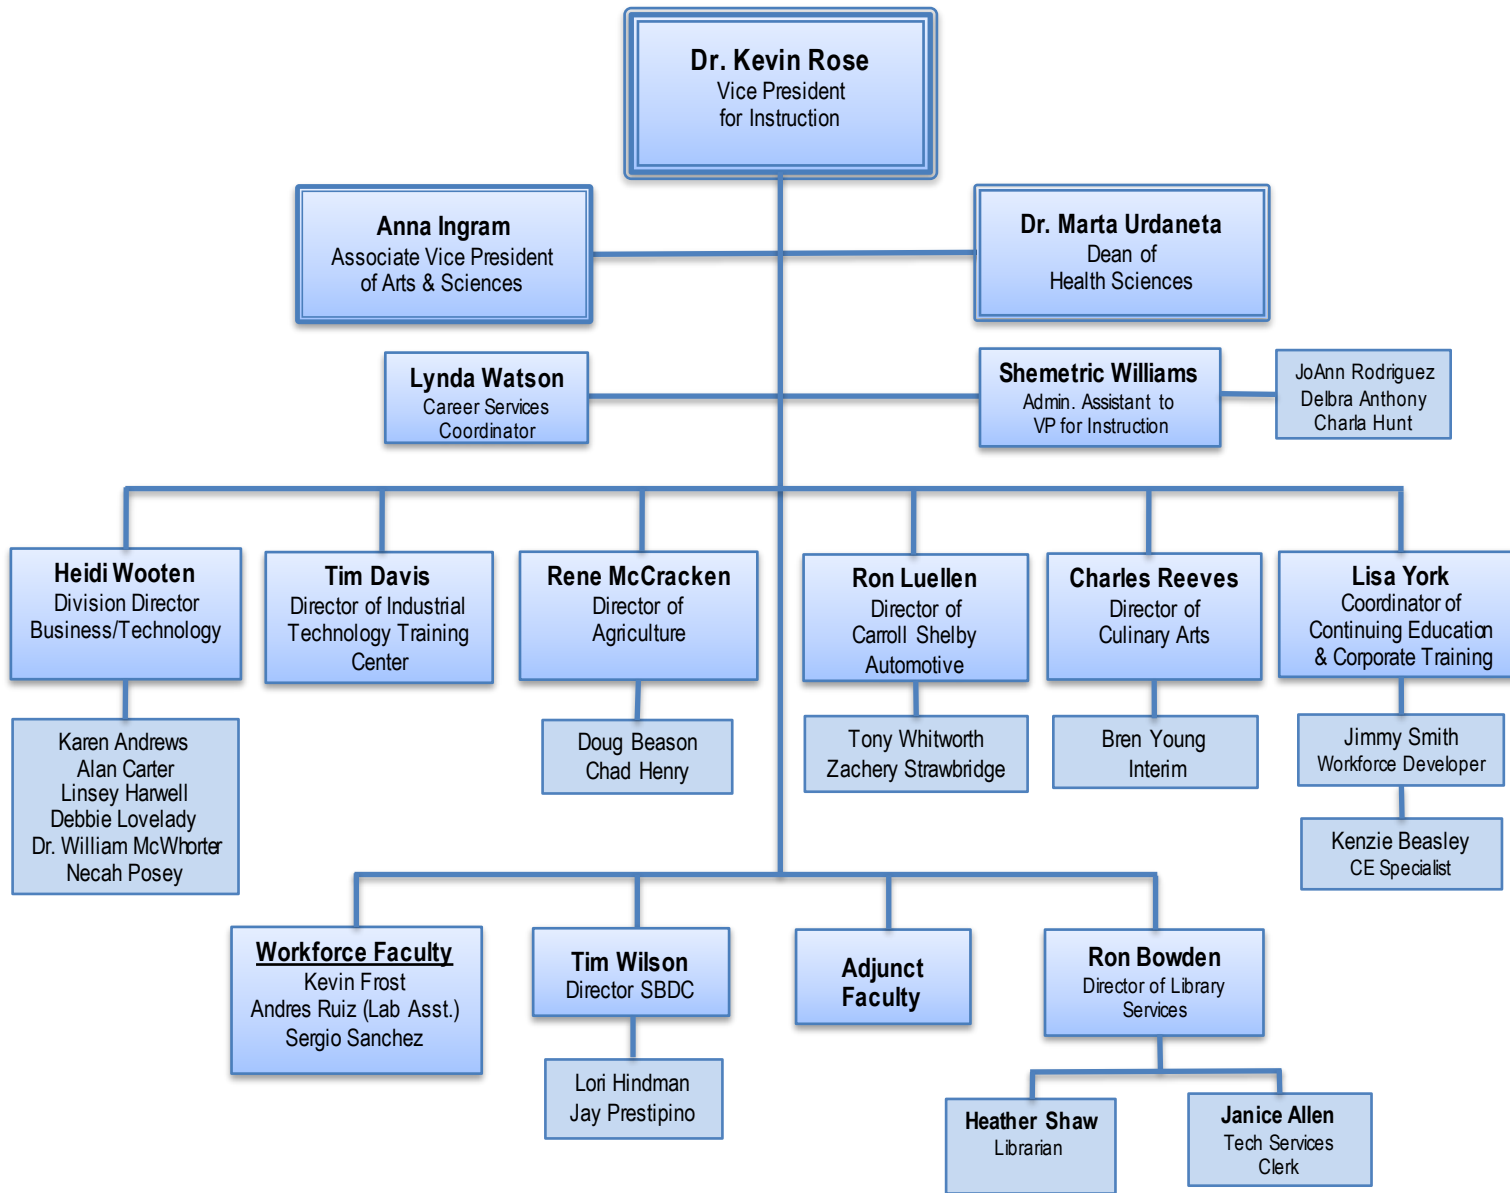 Dr. Kevin Rose
Vice President
for Instruction
Anna Ingram
Associate Vice President
of Arts & Sciences
Dr. Marta Urdaneta
Dean of
Health Sciences
Lynda Watson
Career Services
Coordinator
Shemetric Williams
Admin. Assistant to
VP for Instruction
JoAnn Rodriguez
Delbra Anthony
Charla Hunt
Heidi Wooten
Division Director
Business/Technology
Tim Davis
Director of Industrial
Technology Training
Center
Rene McCracken
Director of
Agriculture
Ron Luellen
Director of
Carroll Shelby
Automotive
Charles Reeves
Director of
Culinary Arts
Lisa York
Coordinator of
Continuing Education
& Corporate Training
Karen Andrews
Alan Carter
Linsey Harwell
Debbie Lovelady
Dr. William McWhorter
Necah Posey
Doug Beason
Chad Henry
Tony Whitworth
Zachery Strawbridge
Bren Young
Interim
Jimmy Smith
Workforce Developer
Kenzie Beasley
CE Specialist
Workforce Faculty
Kevin Frost
Andres Ruiz (Lab Asst.)
Sergio Sanchez
Tim Wilson
Director SBDC
Adjunct
Faculty
Ron Bowden
Director of Library
Services
Lori Hindman
Jay Prestipino
Heather Shaw
Librarian
Janice Allen
Tech Services
Clerk